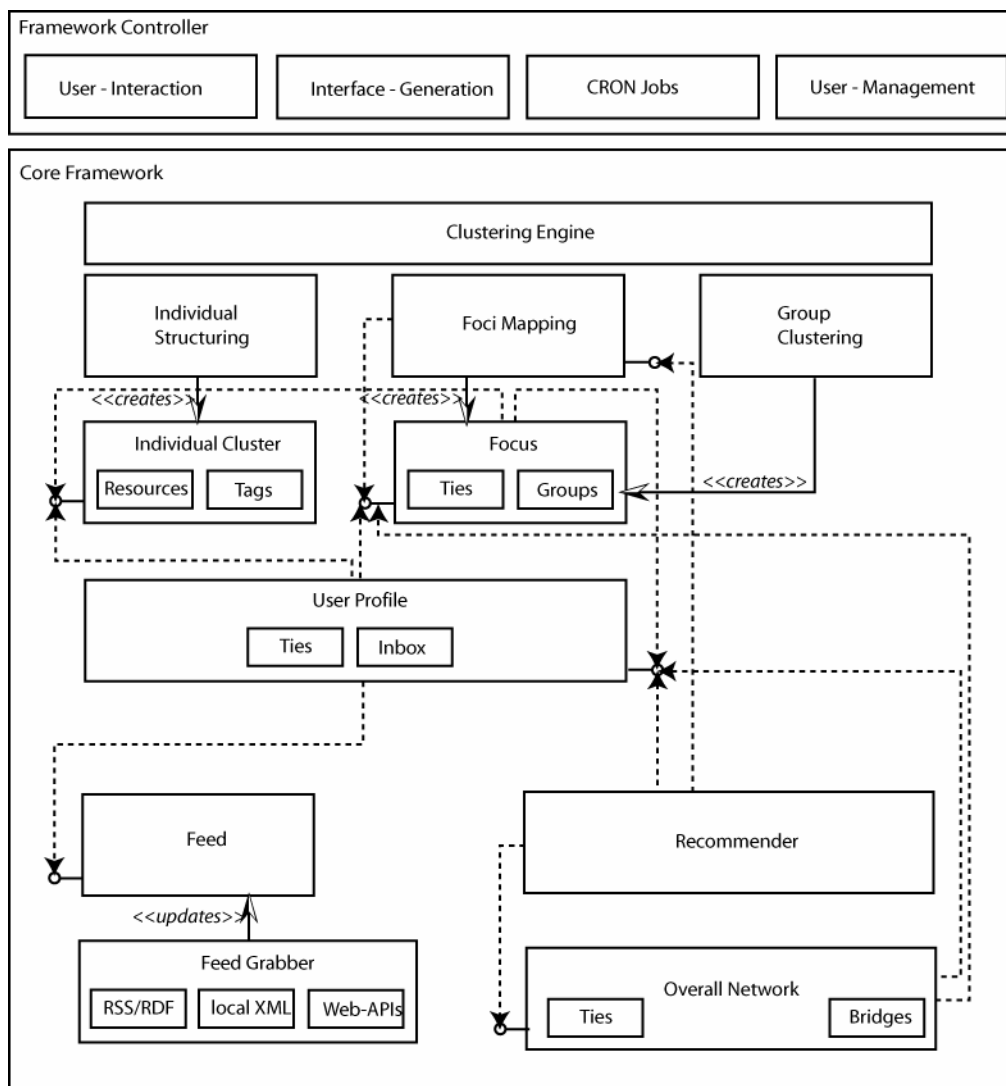 Framework Controller
User - Interaction
Interface - Generation
CRON Jobs
User - Management
Core Framework
Clustering Engine
Individual
Structuring
Foci Mapping
Group
Clustering
<<creates>>
<<creates>>
Individual Cluster
Resources
Tags
Focus
Ties
Groups
<<creates>>
User Profile
Ties
Inbox
Feed
Recommender
<<updates>>
Feed Grabber
RSS/RDF
local XML
Web-APIs
Overall Network
Ties
Bridges